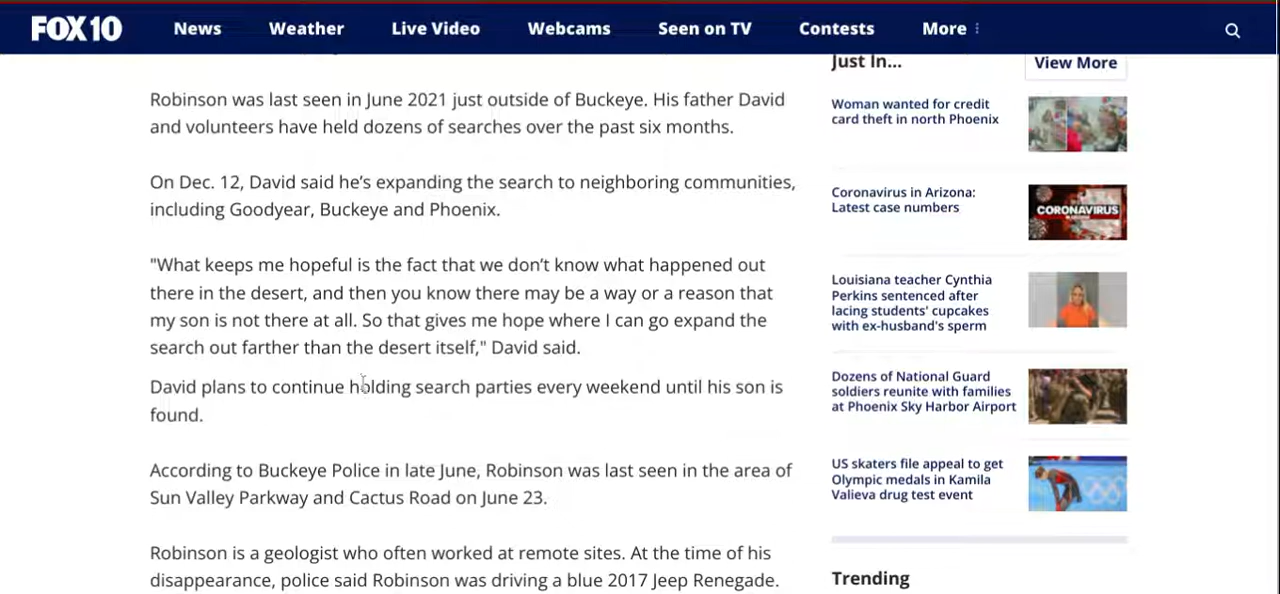 FOX 10
News
Weather
Live Video
Webcams
Seen on TV
Contests
More
Robinson was last seen in June 2021 just outside of Buckeye. His father David
and volunteers have held dozens of searches over the past six months.
On Dec. 12, David said he's expanding the search to neighboring communities,
including Goodyear, Buckeye and Phoenix.
"What keeps me hopeful is the fact that we don't know what happened out
there in the desert, and then you know there may be a way or a reason that
my son is not there at all. So that gives me hope where I can go expand the
search out farther than the desert itself," David said.
David plans to continue holding search parties every weekend until his son is
found.
According to Buckeye Police in late June, Robinson was last seen in the area of
Sun Valley Parkway and Cactus Road on June 23.
Robinson is a geologist who often worked at remote sites. At the time of his
disappearance, police said Robinson was driving a blue 2017 Jeep Renegade.
Just In...
View More
Woman wanted for credit
card theft in north Phoenix
Coronavirus in Arizona:
Latest case numbers
CORONAVIRUS
Louisiana teacher Cynthia
Perkins sentenced after
lacing students' cupcakes
with ex-husband's sperm
Dozens of National Guard
soldiers reunite with families
at Phoenix Sky Harbor Airport
US skaters file appeal to get
Olympic medals in Kamila
Valieva drug test event
Trending